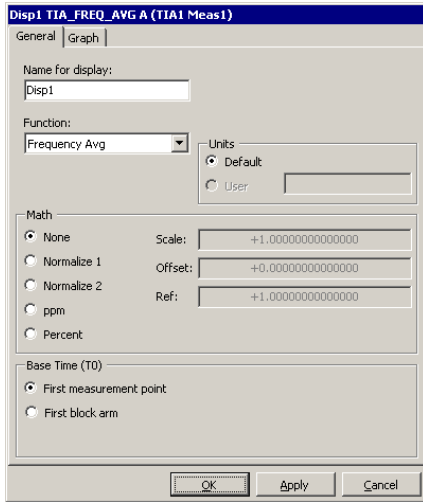 Disp1 TIA_FREQ_AVG A (TIA1 Meas1)
General Graph
Name for display:
Disp1
Function:
Frequency Avg
Units
Default
User
Math
None
Scale: +1.00000000000000
Normalize 1
Offset: +0.00000000000000
Normalize 2
Ref: +1.00000000000000
ppm
Percent
Base Time (T0)
First measurement point
First block arm
OK Apply Cancel